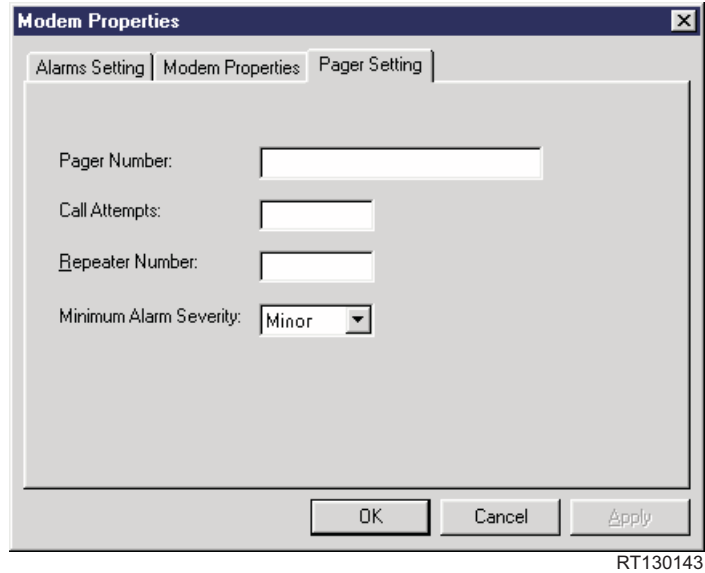 Modem Properties
Alarms Setting Modem Properties Pager Setting
Pager Number:
Call Attempts:
Repeater Number:
Minimum Alarm Severity: Minor
OK Cancel Apply
RT130143